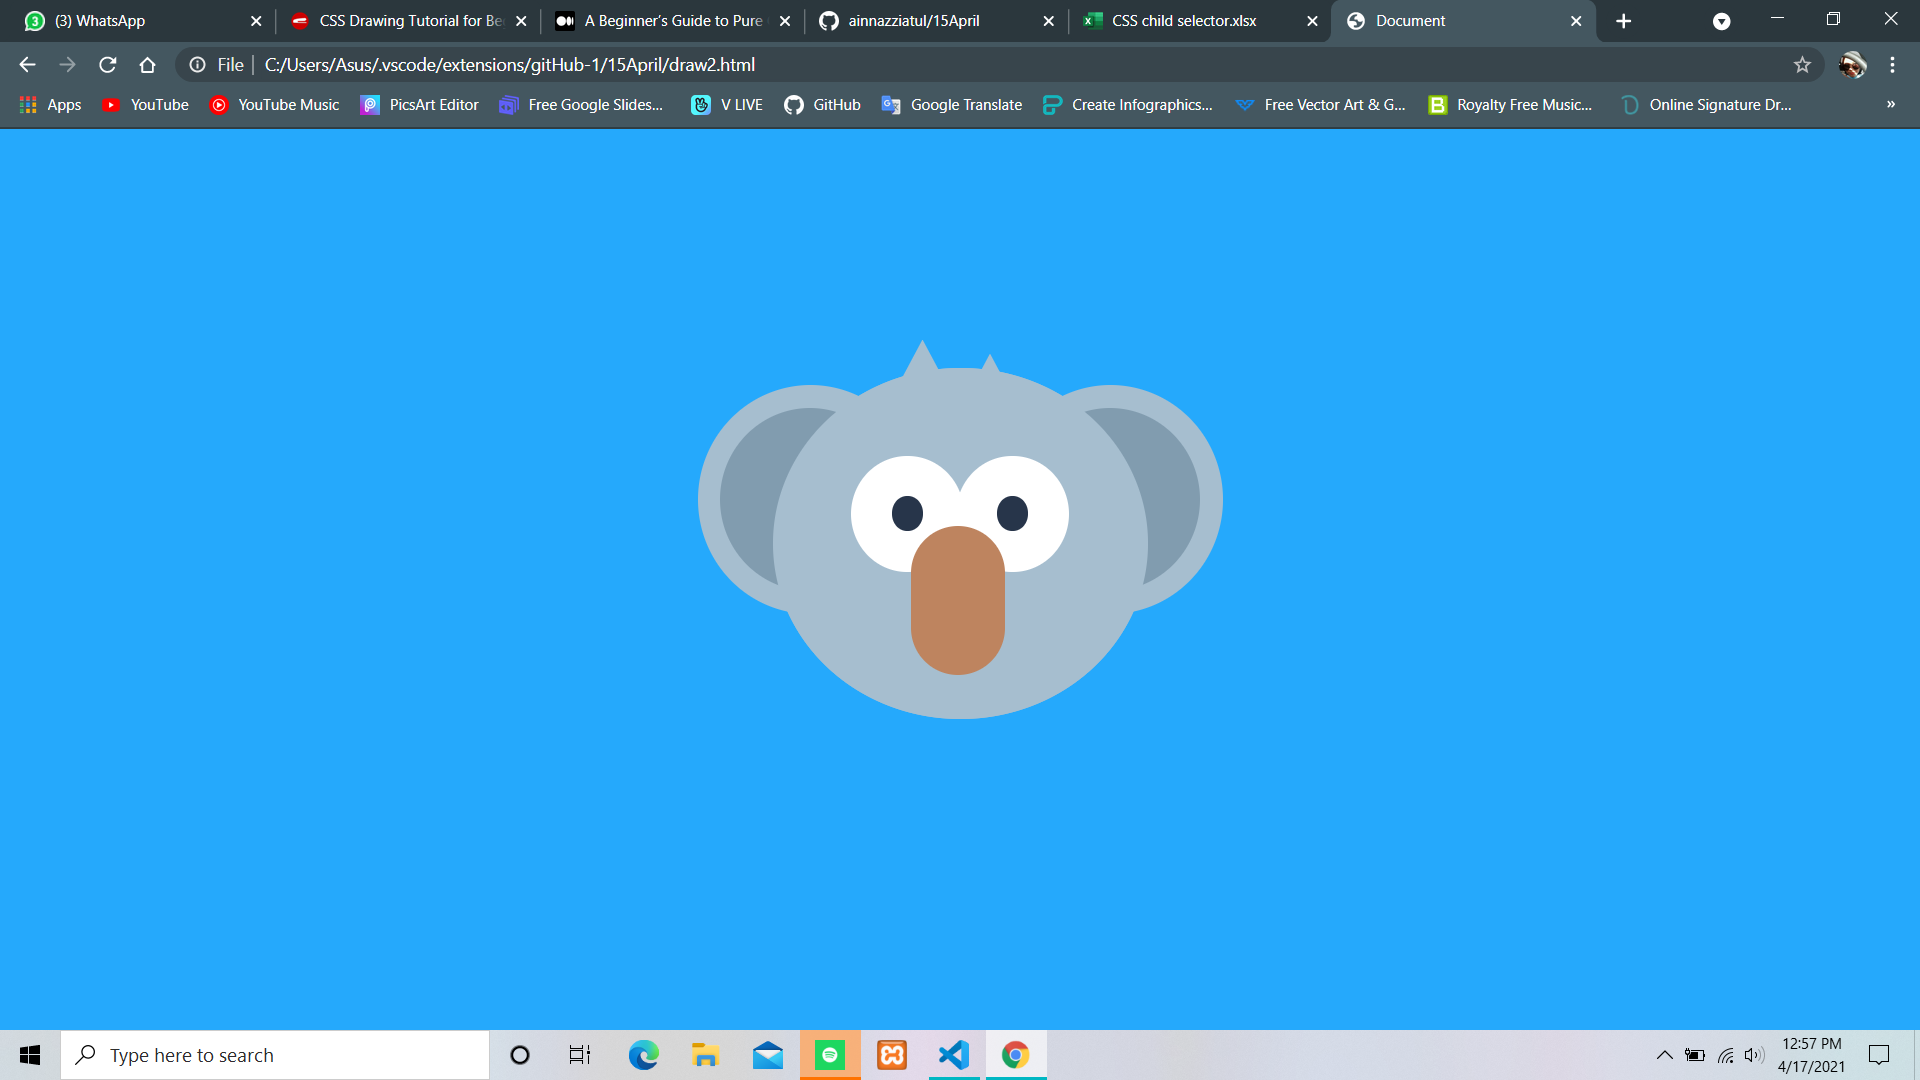 (3) WhatsApp
CSS Drawing Tutorial for Be
A Beginner's Guide to Pure
ainnazziatul/15April
CSS child selector.xlsx
Document
File
C:/Users/Asus/.vscode/extensions/gitHub-1/15April/draw2.html
Apps
YouTube
YouTube Music
PicsArt Editor
Free Google Slides...
V LIVE
GitHub
Google Translate
Create Infographics...
Free Vector Art & G...
Royalty Free Music...
Online Signature Dr...
»
Type here to search
12:57 PM
4/17/2021